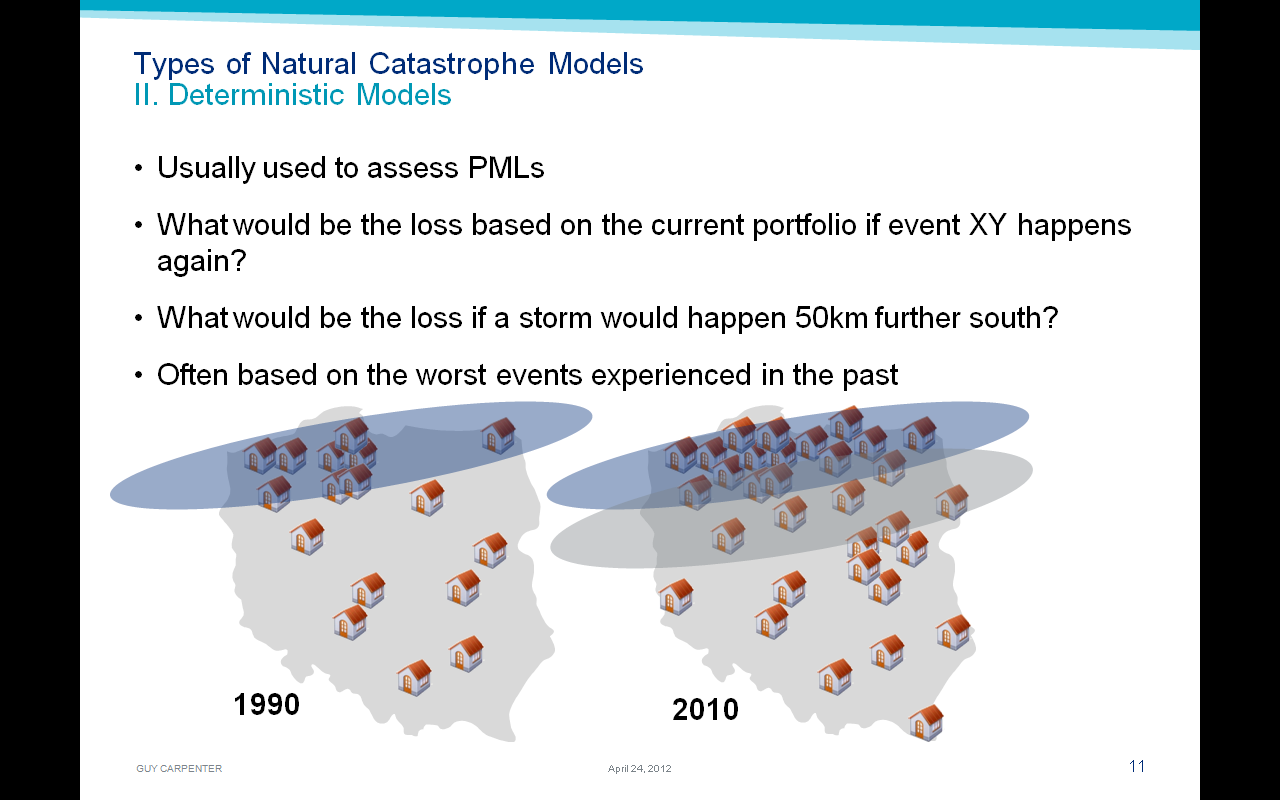 Types of Natural Catastrophe Models
II. Deterministic Models
• Usually used to assess PMLs
• What would be the loss based on the current portfolio if event XY happens
again?
• What would be the loss if a storm would happen 50km further south?
• Often based on the worst events experienced in the past
1990
2010
GUY CARPENTER
April 24, 2012
11